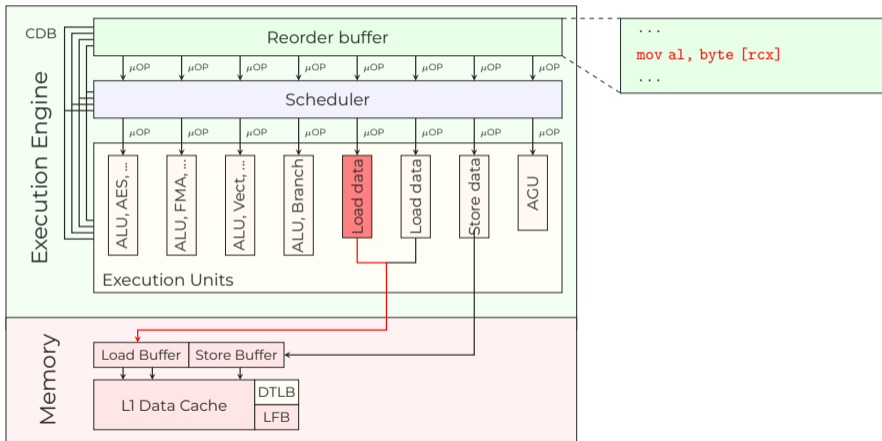 CDB
Reorder buffer
...
mov al, byte [rcx]
...
μOP μOP μOP μOP μOP μOP μOP μOP
Scheduler
μOP μOP μOP μOP μOP μOP μOP μOP
Execution Engine
ALU, AES, ...
ALU, FMA, ...
ALU, Vect, ...
ALU, Branch
Load data
Load data
Store data
AGU
Execution Units
Memory
Load Buffer
Store Buffer
L1 Data Cache
DTLB
LFB